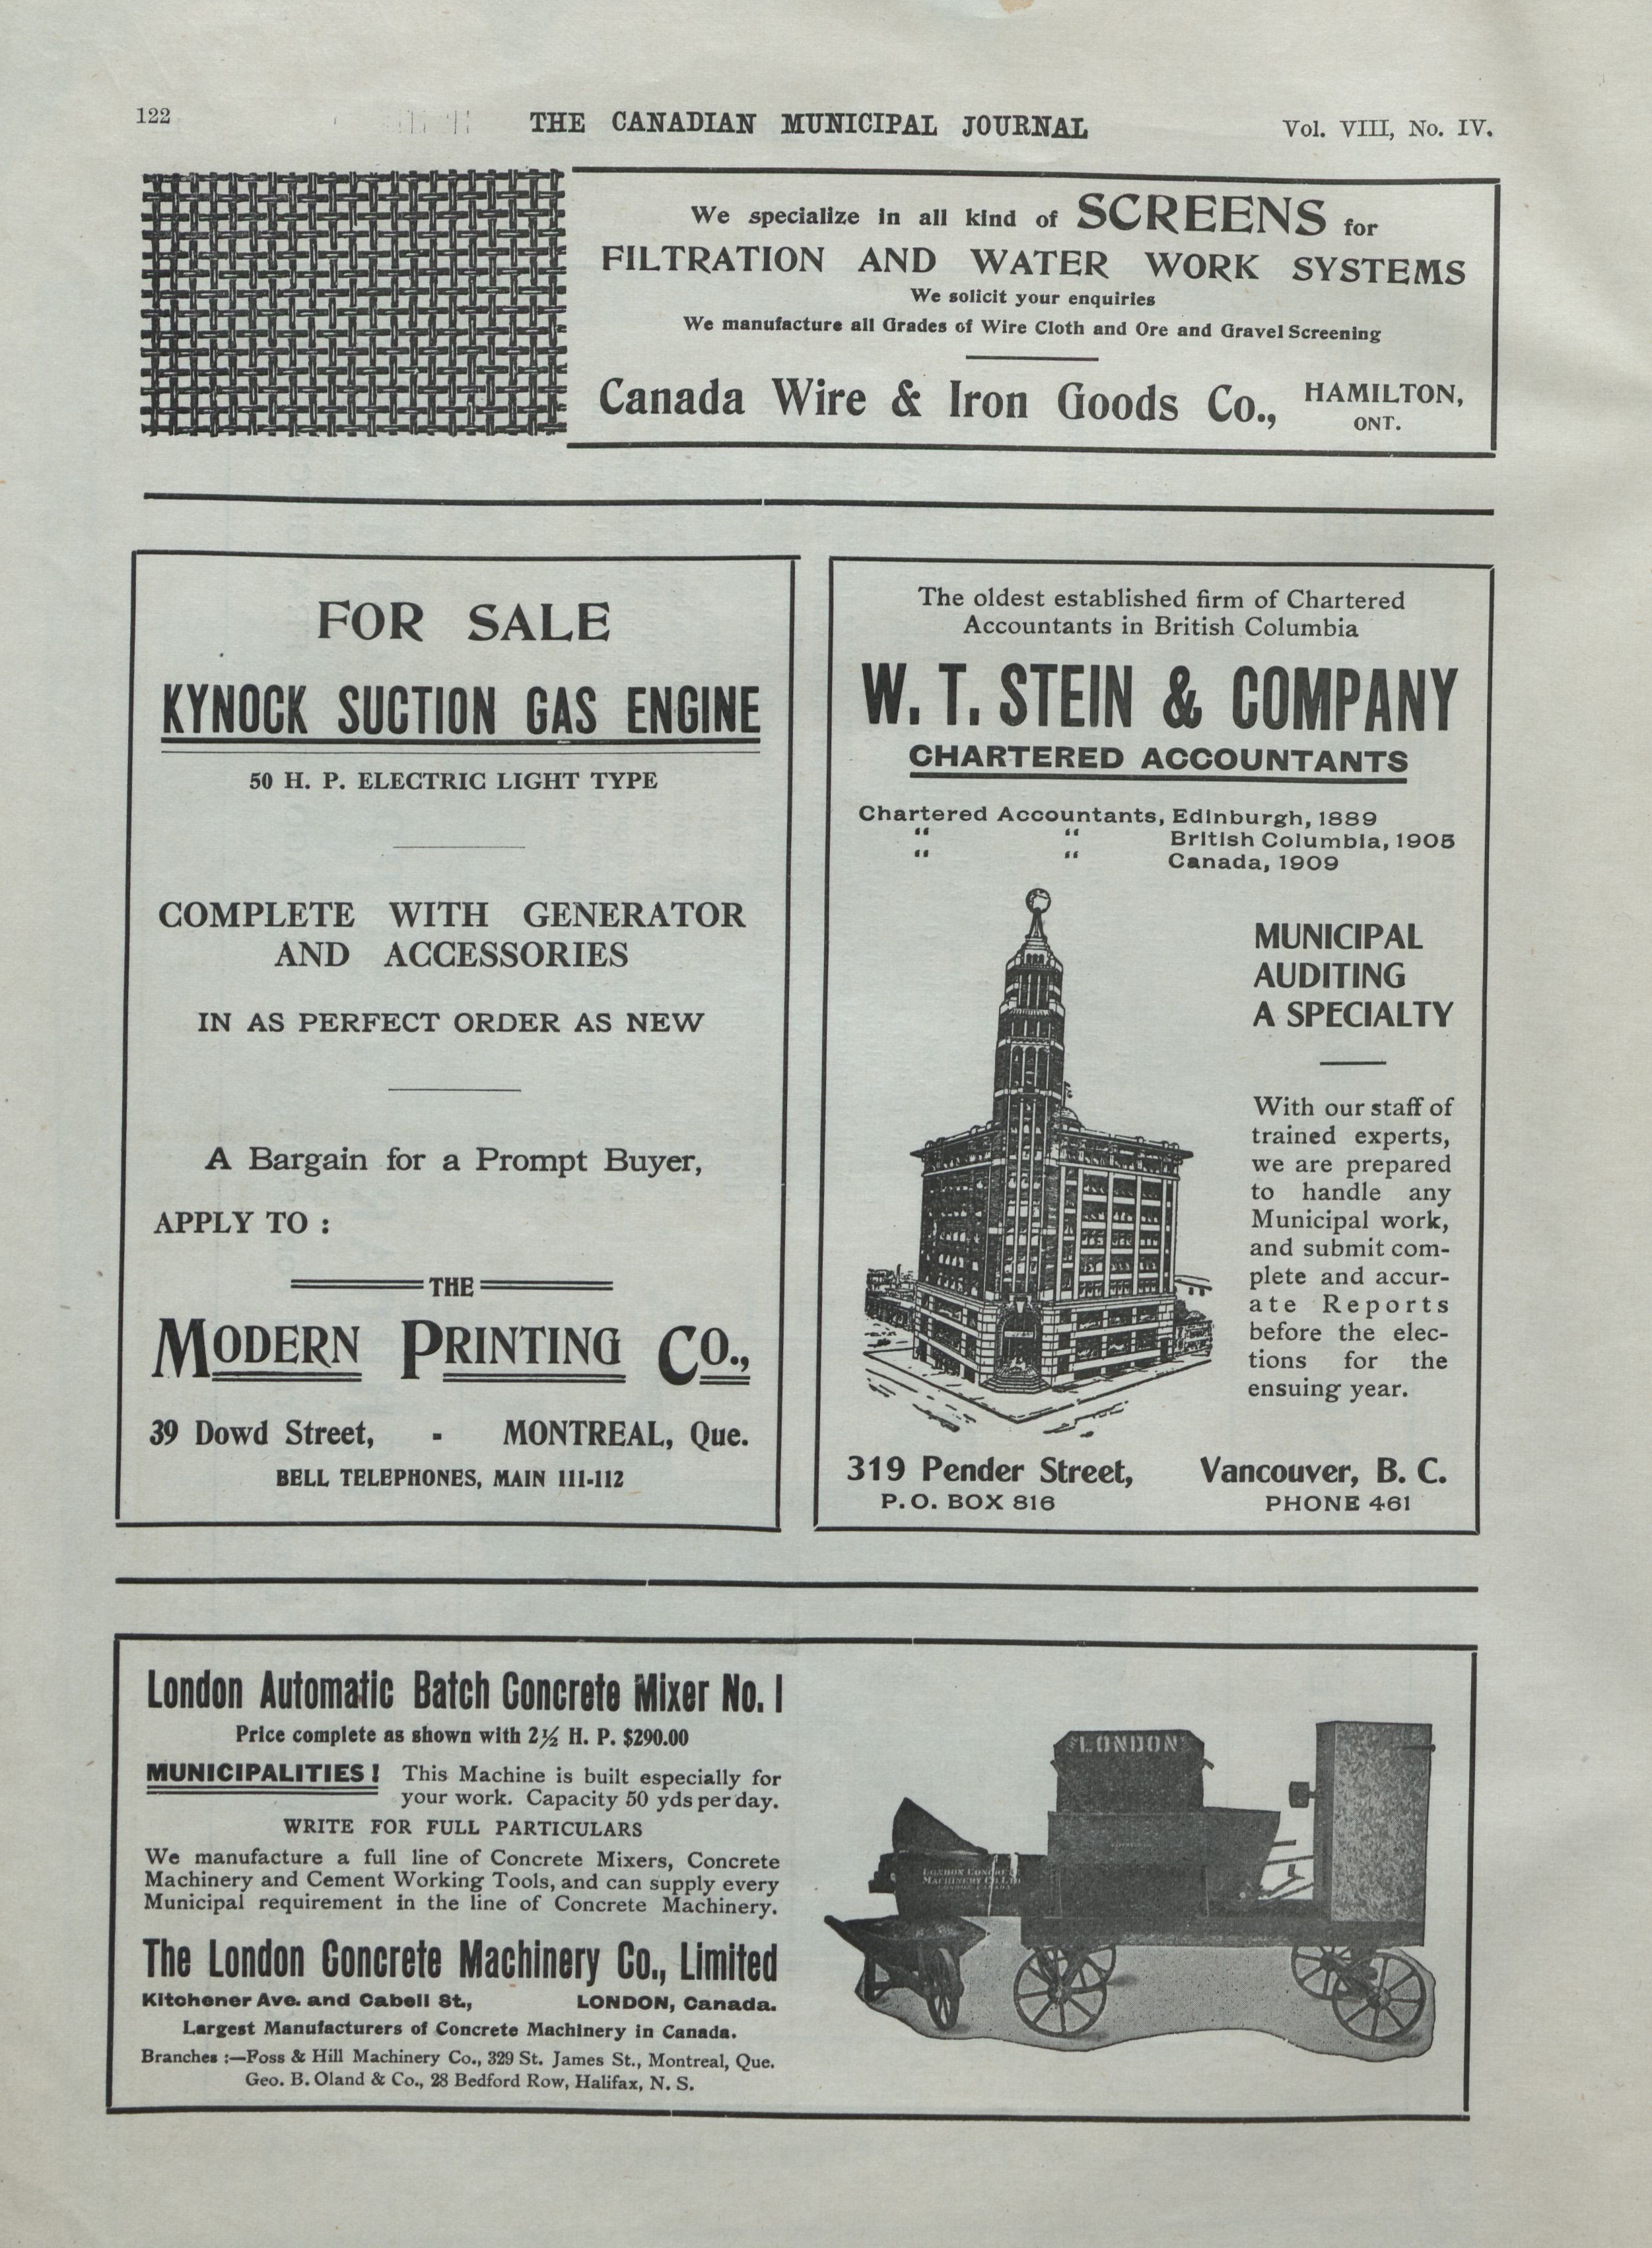 122
THE CANADIAN MUNICIPAL JOURNAL
Vol. VIII, No. IV.
We specialize in all kind of SCREENS for
FILTRATION AND WATER WORK SYSTEMS
We solicit your enquiries
We manufacture all Grades of Wire Cloth and Ore and Gravel Screening
Canada Wire & Iron Goods Co., HAMILTON,
ONT.
FOR SALE
KYNOCK SUCTION GAS ENGINE
50 H. P. ELECTRIC LIGHT TYPE
COMPLETE WITH GENERATOR
AND ACCESSORIES
IN AS PERFECT ORDER AS NEW
A Bargain for a Prompt Buyer,
APPLY TO :
THE
MODERN PRINTING CO.,
39 Dowd Street, - MONTREAL, Que.
BELL TELEPHONES, MAIN 111-112
The oldest established firm of Chartered
Accountants in British Columbia
W. T. STEIN & COMPANY
CHARTERED ACCOUNTANTS
Chartered Accountants, Edinburgh, 1889
“ “ British Columbia, 1905
“ “ Canada, 1909
MUNICIPAL
AUDITING
A SPECIALTY
With our staff of
trained experts,
we are prepared
to handle any
Municipal work,
and submit com-
plete and accur-
ate Reports
before the elec-
tions for the
ensuing year.
319 Pender Street, Vancouver, B. C.
P. O. BOX 816 PHONE 461
London Automatic Batch Concrete Mixer No. 1
Price complete as shown with 2½ H. P. $290.00
MUNICIPALITIES! This Machine is built especially for
your work. Capacity 50 yds per day.
WRITE FOR FULL PARTICULARS
We manufacture a full line of Concrete Mixers, Concrete
Machinery and Cement Working Tools, and can supply every
Municipal requirement in the line of Concrete Machinery.
The London Concrete Machinery Co., Limited
Kitchener Ave. and Cabell St., LONDON, Canada.
Largest Manufacturers of Concrete Machinery in Canada.
Branches :—Foss & Hill Machinery Co., 329 St. James St., Montreal, Que.
Geo. B. Oland & Co., 28 Bedford Row, Halifax, N. S.
LONDON
LONDON CONCRETE
MACHINERY CO. LTD
LONDON, CANADA